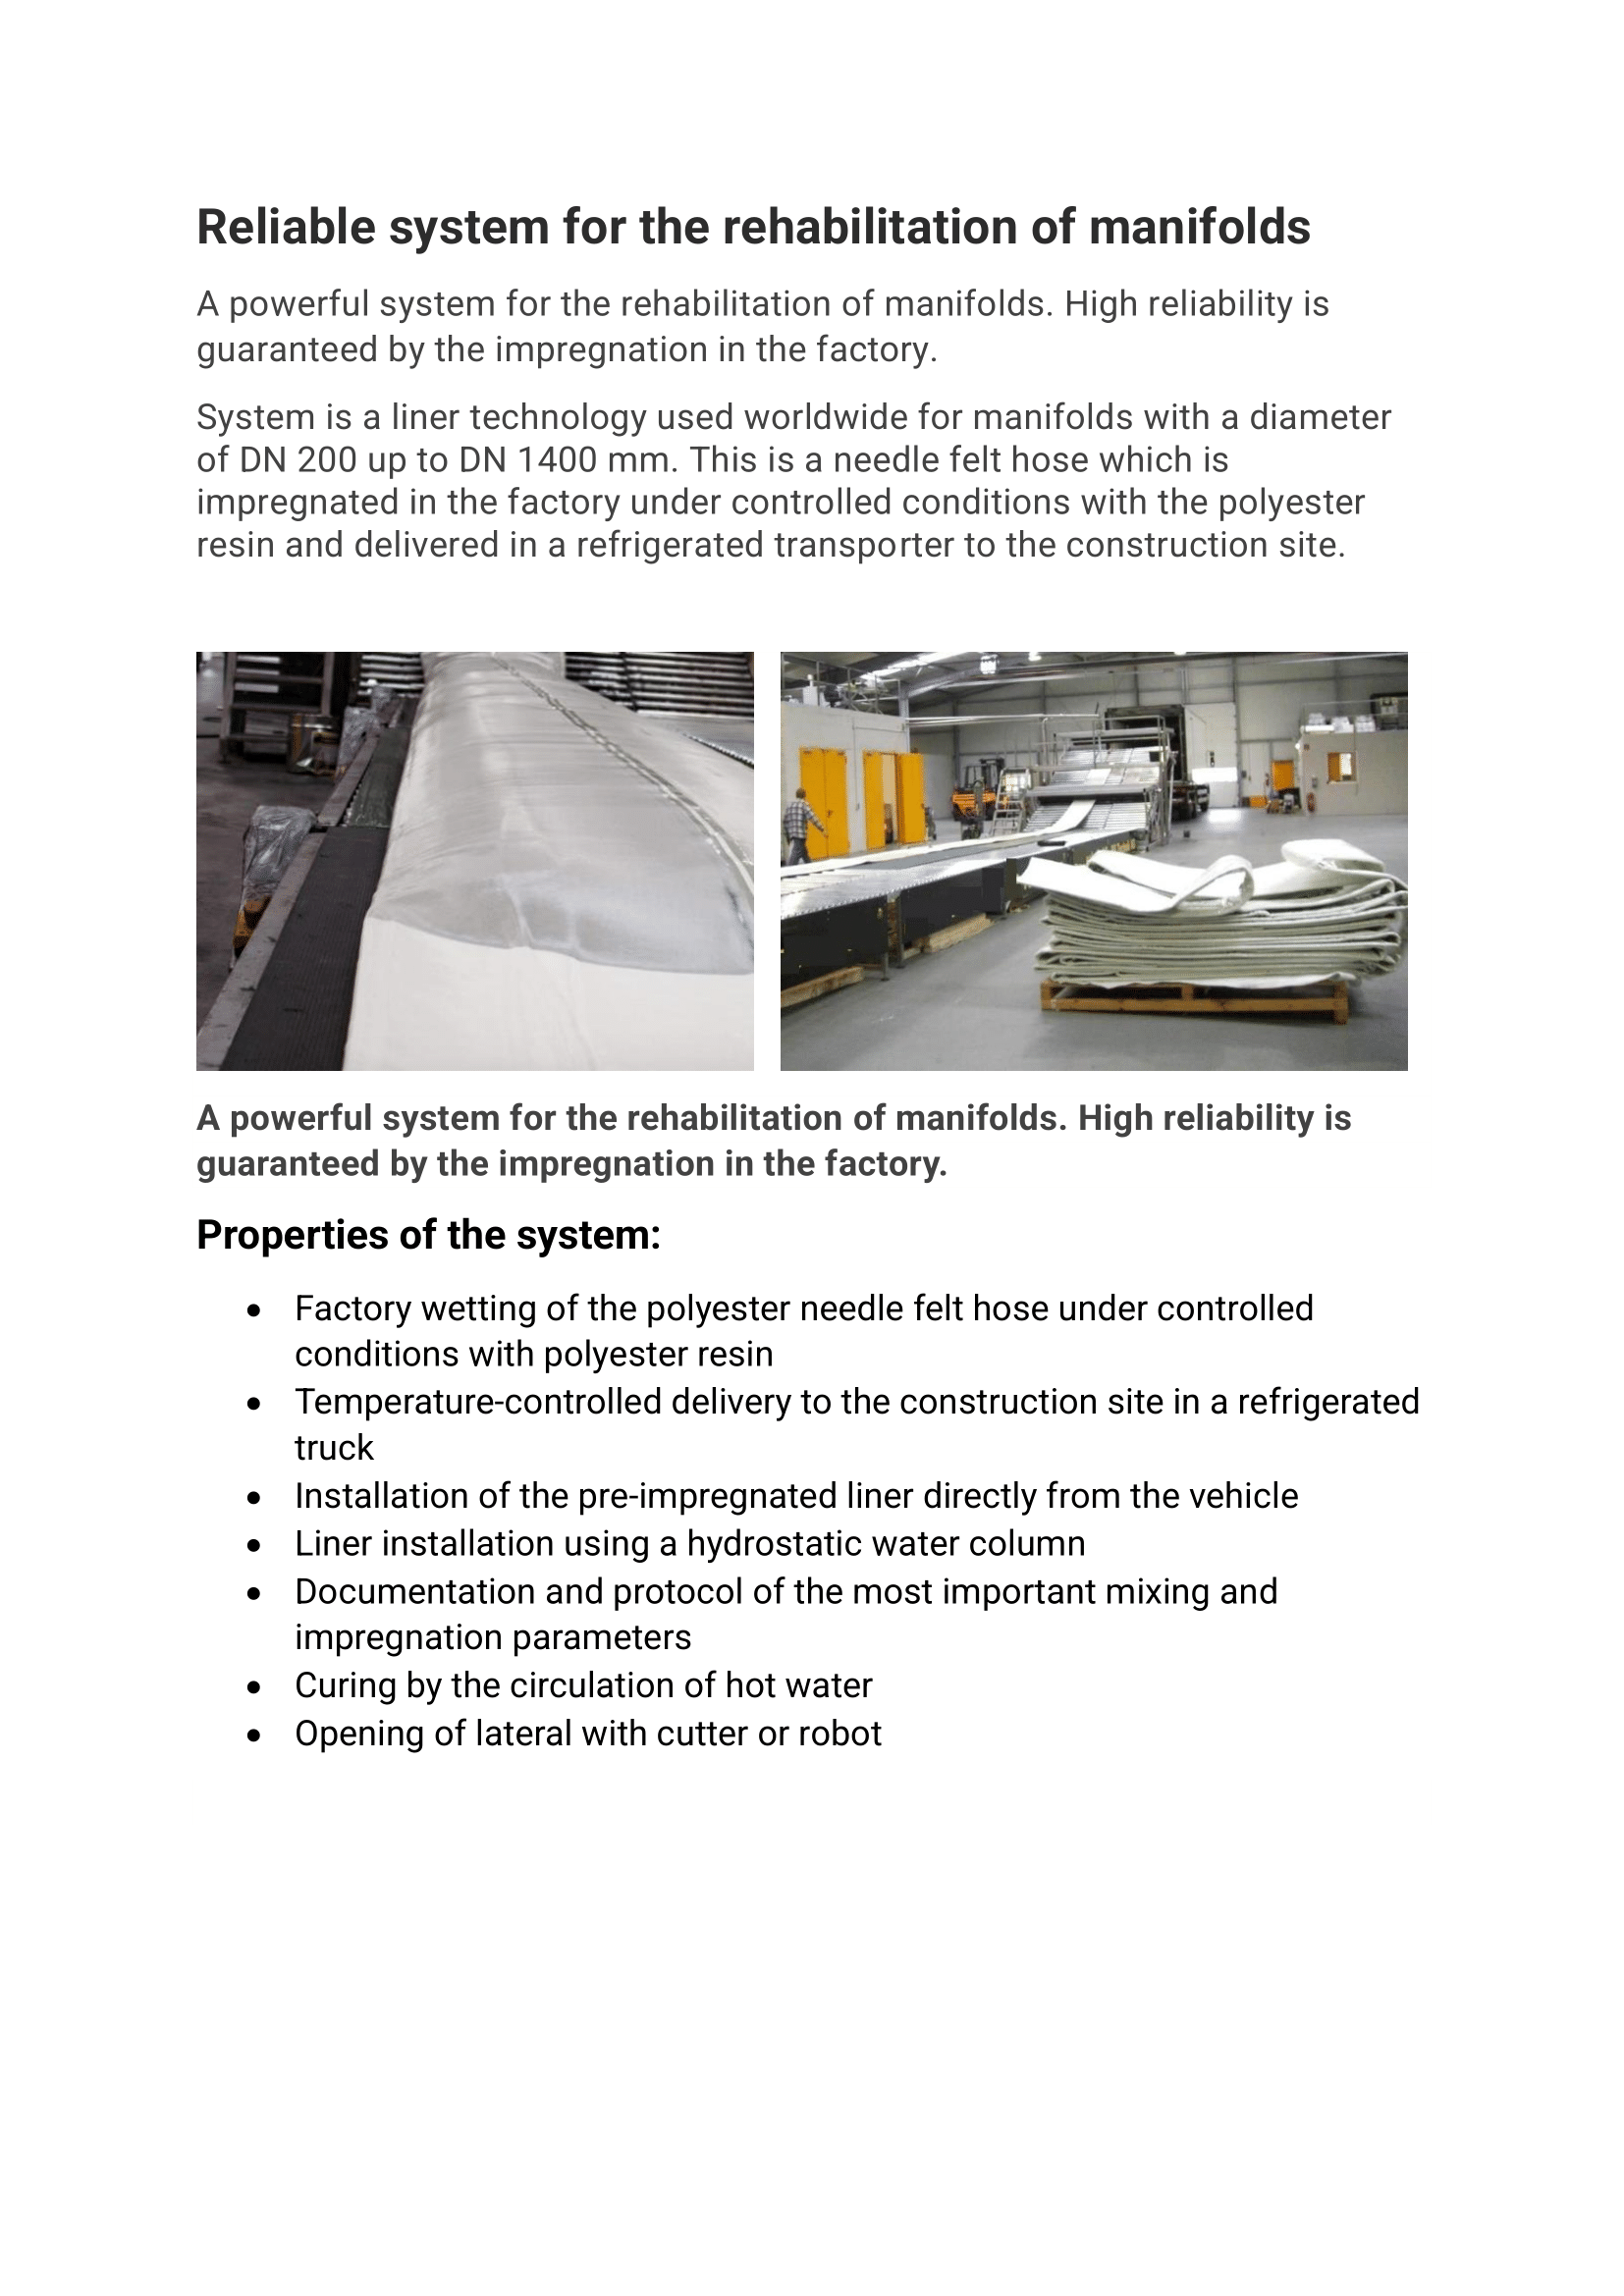 Reliable system for the rehabilitation of manifolds
A powerful system for the rehabilitation of manifolds. High reliability is
guaranteed by the impregnation in the factory.
System is a liner technology used worldwide for manifolds with a diameter
of DN 200 up to DN 1400 mm. This is a needle felt hose which is
impregnated in the factory under controlled conditions with the polyester
resin and delivered in a refrigerated transporter to the construction site.
A powerful system for the rehabilitation of manifolds. High reliability is
guaranteed by the impregnation in the factory.
Properties of the system:
• Factory wetting of the polyester needle felt hose under controlled
conditions with polyester resin
• Temperature-controlled delivery to the construction site in a refrigerated
truck
• Installation of the pre-impregnated liner directly from the vehicle
• Liner installation using a hydrostatic water column
• Documentation and protocol of the most important mixing and
impregnation parameters
• Curing by the circulation of hot water
• Opening of lateral with cutter or robot